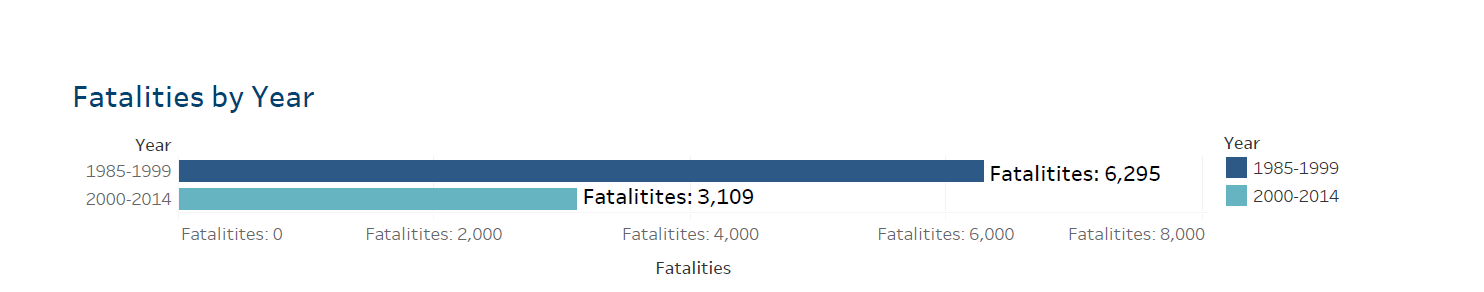 Fatalities by Year
Year
1985-1999
Fatalitites: 6,295
2000-2014
Fatalitites: 3,109
Fatalitites: 0
Fatalitites: 2,000
Fatalitites: 4,000
Fatalitites: 6,000
Fatalitites: 8,000
Fatalities
Year
1985-1999
2000-2014